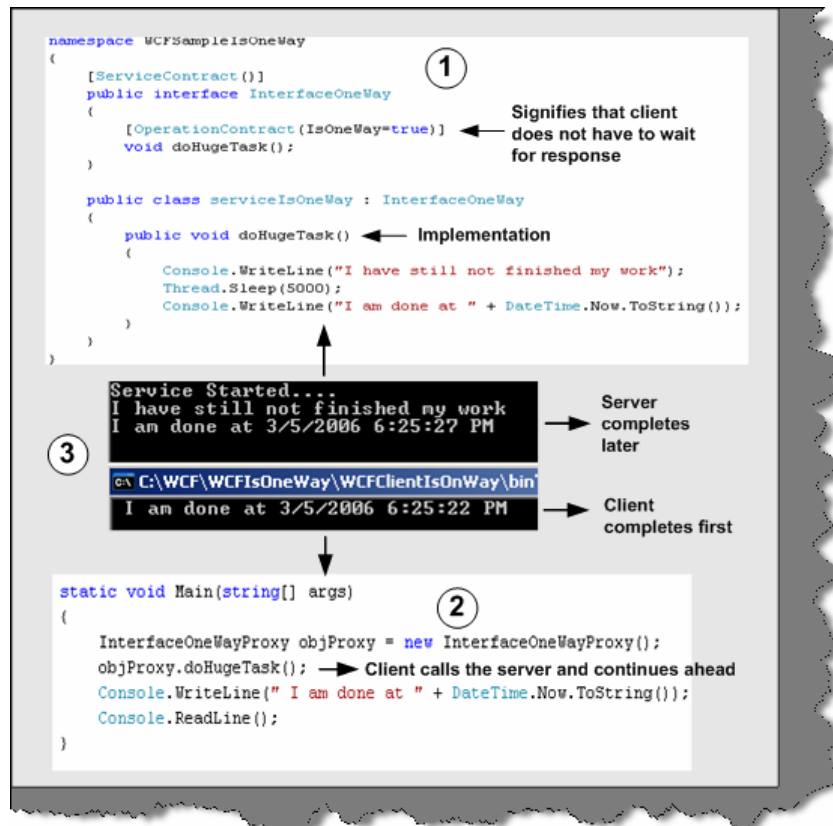 namespace WCFSampleIsOneWay
{
1
[ServiceContract()]
public interface InterfaceOneWay
{
[OperationContract(IsOneWay=true)]
void doHugeTask();
}
Signifies that client
does not have to wait
for response
public class serviceIsOneWay : InterfaceOneWay
{
public void doHugeTask()
Implementation
{
Console.WriteLine("I have still not finished my work");
Thread.Sleep(5000);
Console.WriteLine("I am done at " + DateTime.Now.ToString());
}
}
}
3
Service Started....
I have still not finished my work
I am done at 3/5/2006 6:25:27 PM
Server
completes
later
C:\WCF\WCFIsOneWay\WCFClientIsOnWay\bin
I am done at 3/5/2006 6:25:22 PM
Client
completes first
static void Main(string[] args)
2
{
InterfaceOneWayProxy objProxy = new InterfaceOneWayProxy();
objProxy.doHugeTask();
Client calls the server and continues ahead
Console.WriteLine(" I am done at " + DateTime.Now.ToString());
Console.ReadLine();
}